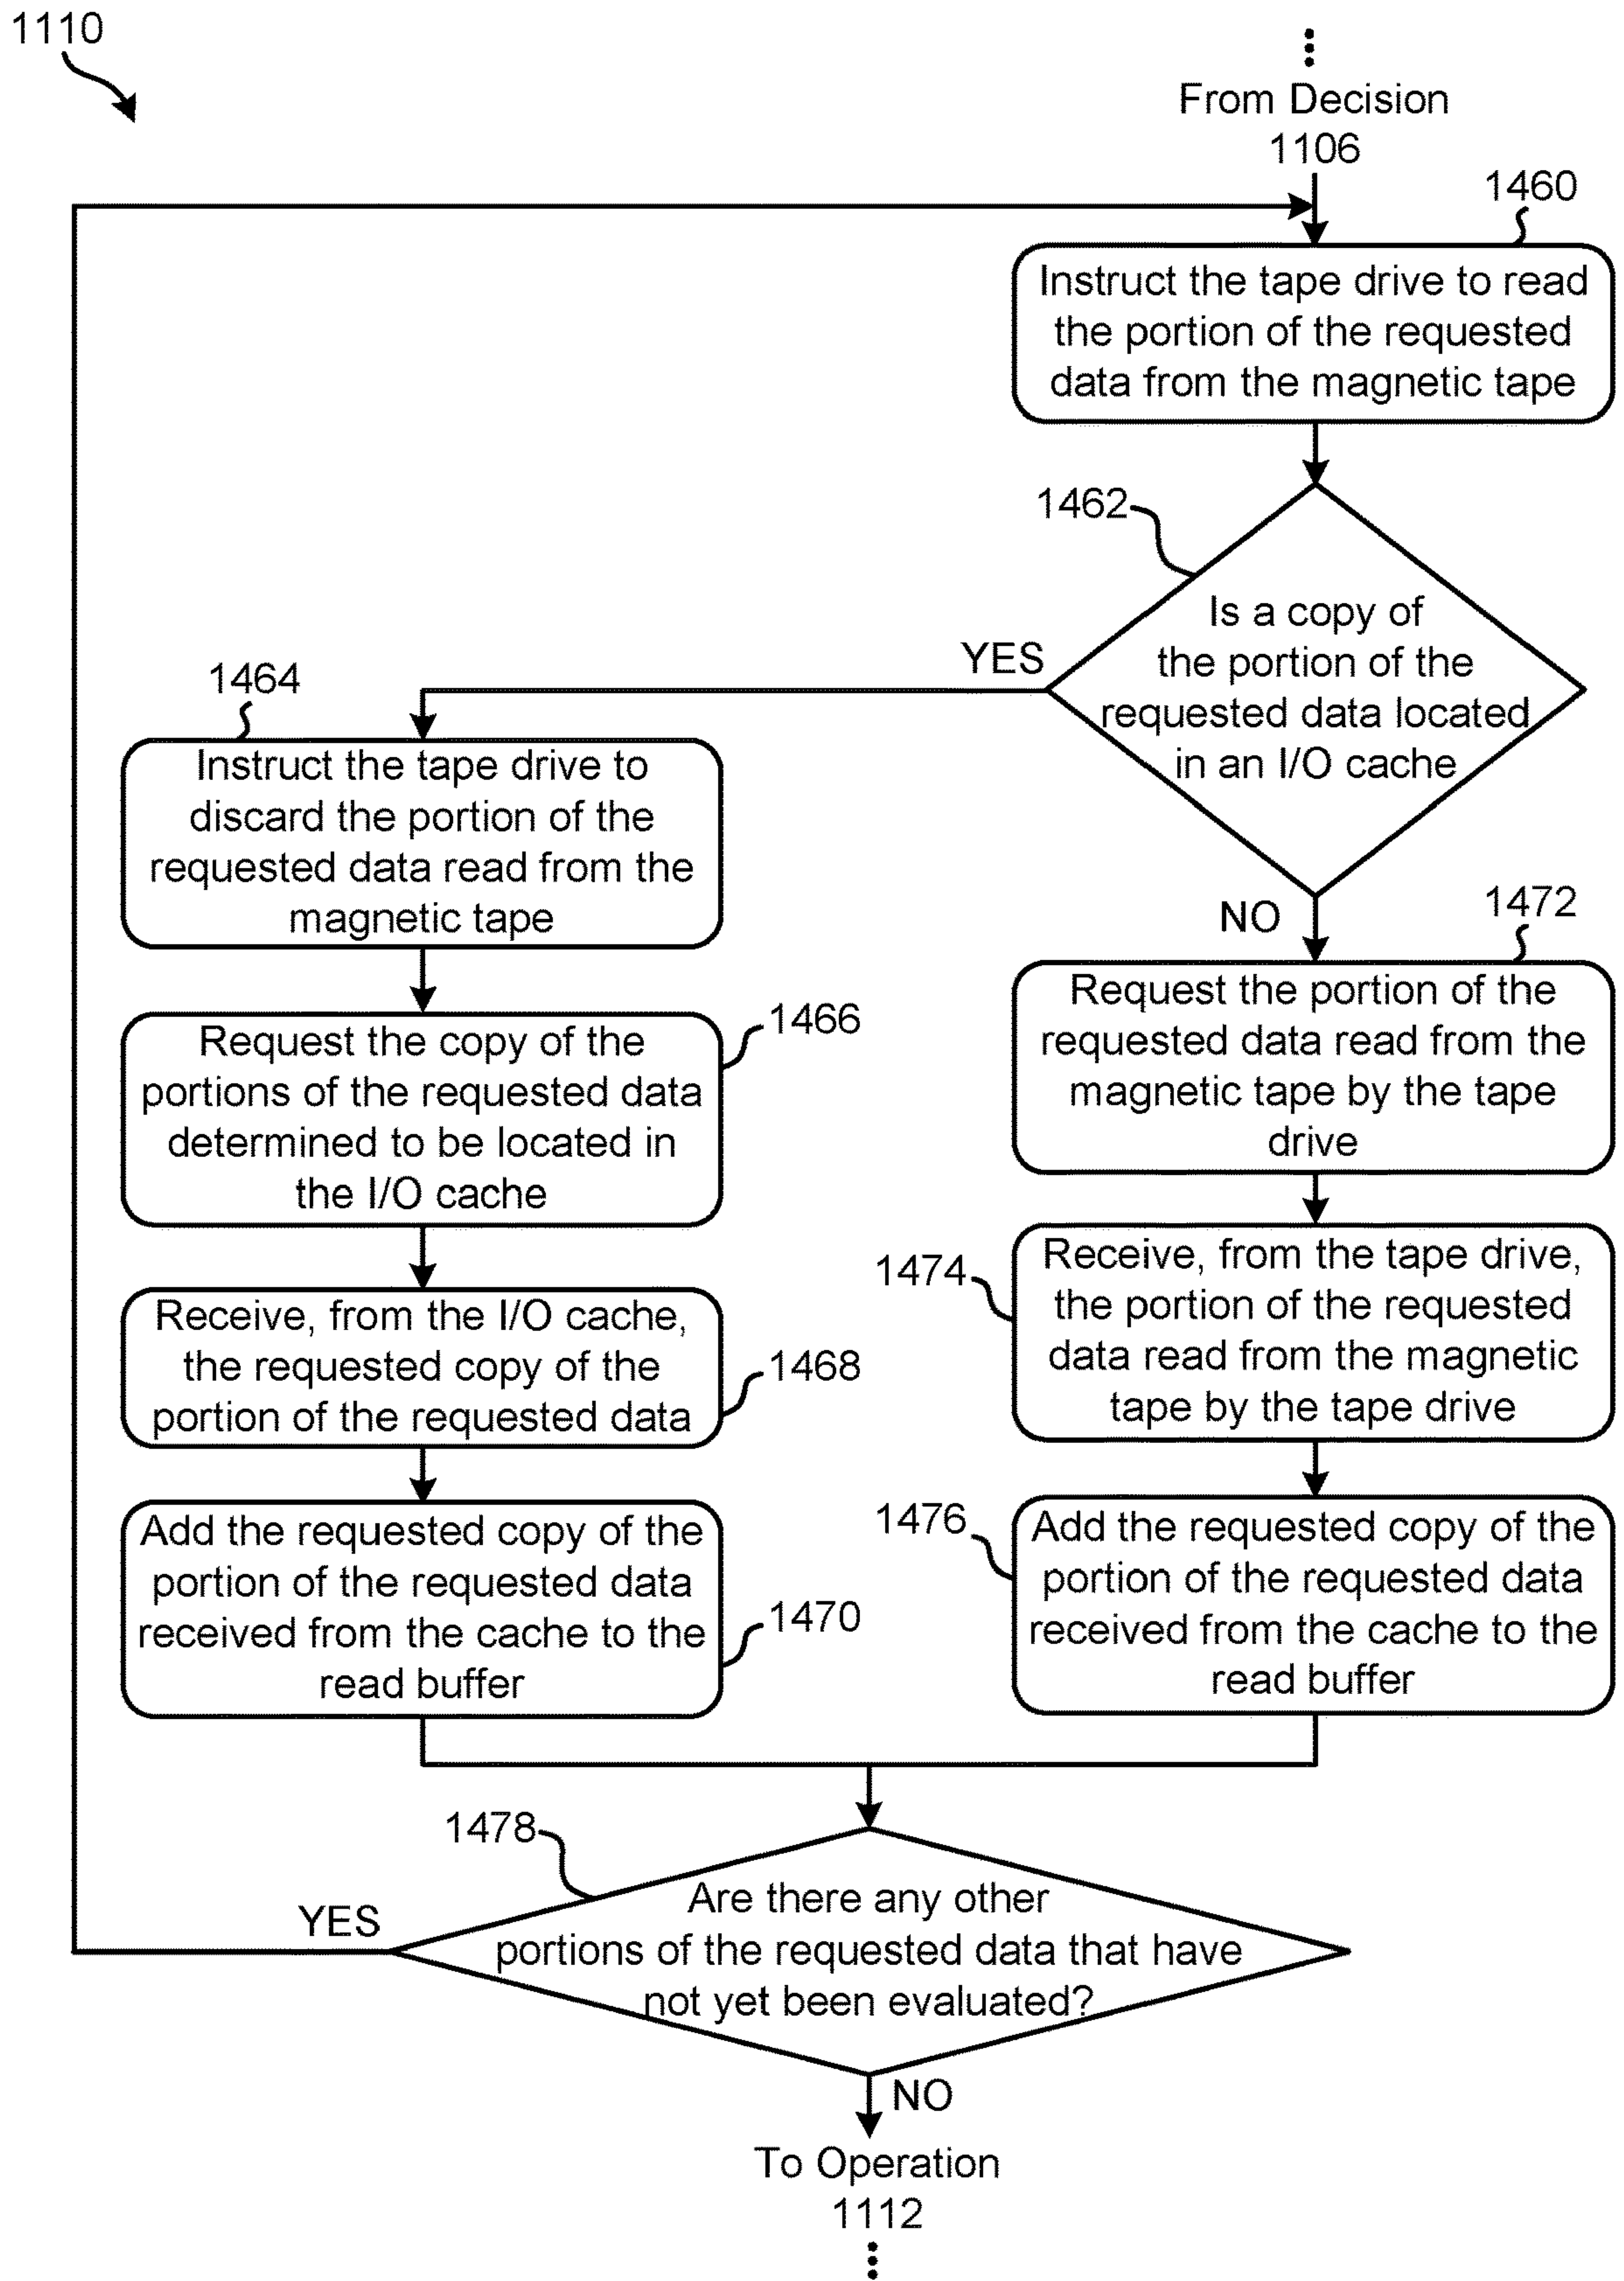 1110
From Decision
1106
1460
Instruct the tape drive to read
the portion of the requested
data from the magnetic tape
1462
Is a copy of
the portion of the
requested data located
in an I/O cache
YES
NO
1464
Instruct the tape drive to
discard the portion of the
requested data read from the
magnetic tape
1466
Request the copy of the
portions of the requested data
determined to be located in
the I/O cache
1468
Receive, from the I/O cache,
the requested copy of the
portion of the requested data
1470
Add the requested copy of the
portion of the requested data
received from the cache to the
read buffer
1472
Request the portion of the
requested data read from the
magnetic tape by the tape
drive
1474
Receive, from the tape drive,
the portion of the requested
data read from the magnetic
tape by the tape drive
1476
Add the requested copy of the
portion of the requested data
received from the cache to the
read buffer
1478
Are there any other
portions of the requested data that have
not yet been evaluated?
YES
NO
To Operation
1112